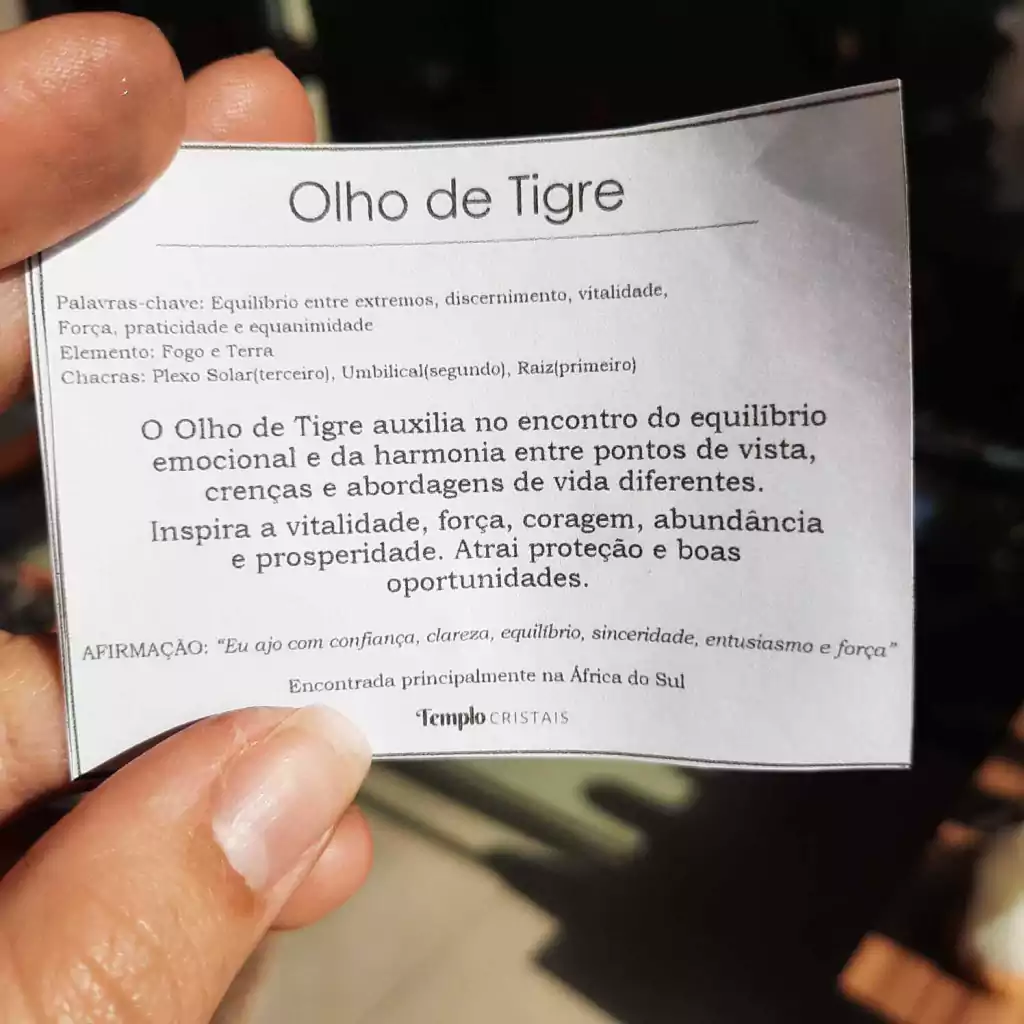 Olho de Tigre
Palavras-chave: Equilíbrio entre extremos, discernimento, vitalidade,
Força, praticidade e equanimidade
Elemento: Fogo e Terra
Chacras: Plexo Solar(terceiro), Umbilical(segundo), Raiz(primeiro)
O Olho de Tigre auxilia no encontro do equilíbrio
emocional e da harmonia entre pontos de vista,
crenças e abordagens de vida diferentes.
Inspira a vitalidade, força, coragem, abundância
e prosperidade. Atrai proteção e boas
oportunidades.
AFIRMAÇÃO: “Eu ajo com confiança, clareza, equilíbrio, sinceridade, entusiasmo e força”
Encontrada principalmente na África do Sul
Templo CRISTAIS